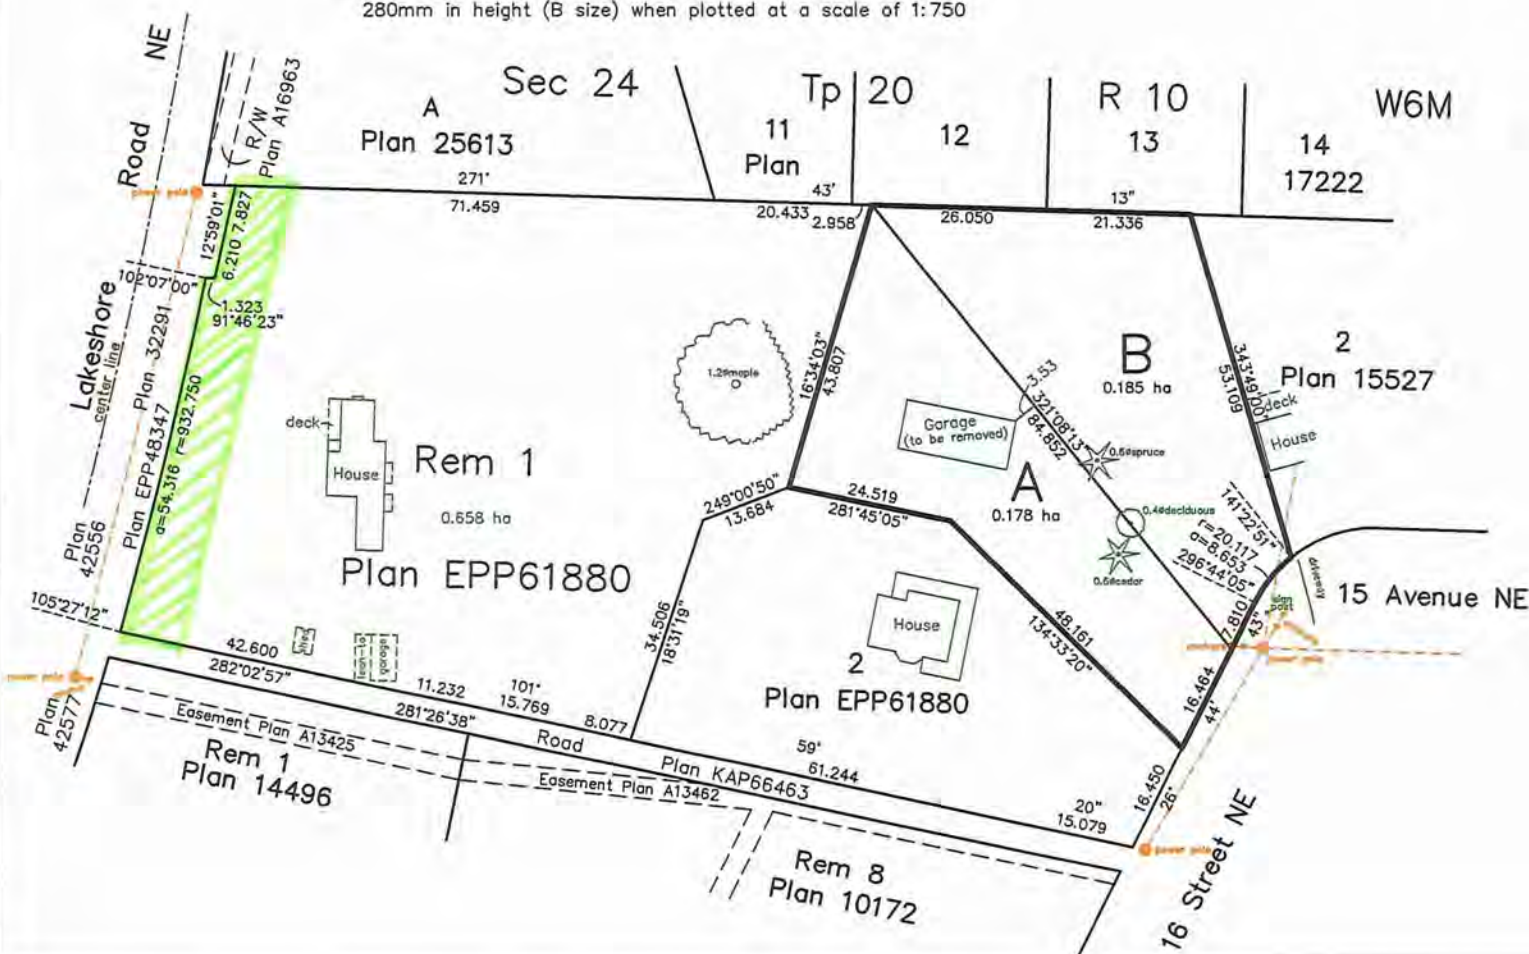 280mm in height (B size) when plotted at a scale of 1:750
Road NE
R/W
Plan A16963
Sec 24
Tp 20
R 10
W6M
A
Plan 25613
11
Plan
12
13
14
17222
power pole
271'
71.459
43'
20.433
2.958
26.050
13"
21.336
12°59'01"
7.827
6.210
102°07'00"
1.323
91°46'23"
Lakeshore
center line
Plan 32291
Plan EPP48347
a=54.316 r=932.750
Plan
42556
1.2ømaple
16°34'03"
43.807
3.53
321°08'13"
84.852
B
0.185 ha
343°49'00"
53.109
2
Plan 15527
deck
House
deck
House
Rem 1
0.658 ha
Plan EPP61880
Garage
(to be removed)
0.6øspruce
A
0.178 ha
0.4ødeciduous
0.6øcedar
249°00'50"
13.684
24.519
281°45'05"
141°22'51"
r=20.117
a=8.653
296°44'05"
driveway
15 Avenue NE
7.810
43"
power pole
105°27'12"
42.600
282°02'57"
shed
lean-to
garage
34.506
18°31'19"
House
2
Plan EPP61880
48.161
134°33'20"
16.464
44'
power pole
Plan
42577
11.232
101°
15.769
8.077
281°26'38"
Road
Plan KAP66463
59'
61.244
20"
15.079
16.450
26'
power pole
Easement Plan A13425
Rem 1
Plan 14496
Easement Plan A13462
Rem 8
Plan 10172
16 Street NE